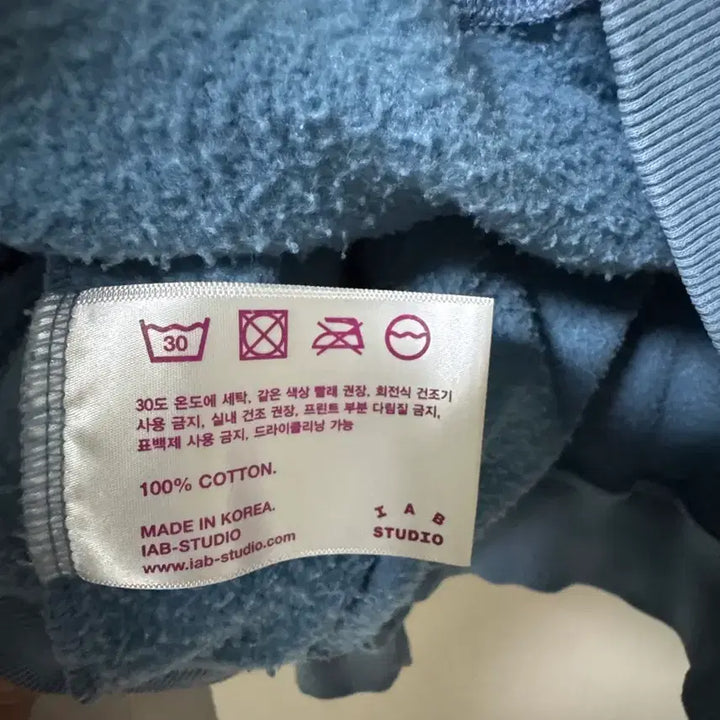 30
30도 온도에 세탁, 같은 색상 빨래 권장, 회전식 건조기
사용 금지, 실내 건조 권장, 프린트 부분 다림질 금지,
표백제 사용 금지, 드라이클리닝 가능
100% COTTON.
MADE IN KOREA.
IAB-STUDIO
www.iab-studio.com
I A B
STUDIO